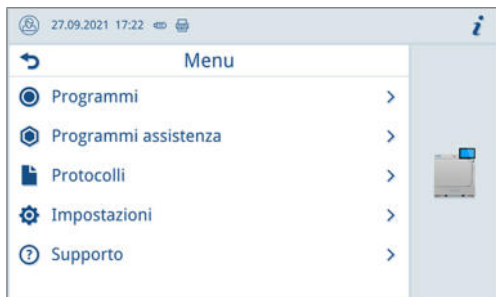 27.09.2021 17:22 i
Menu
Programmi
Programmi assistenza
Protocolli
Impostazioni
? Supporto